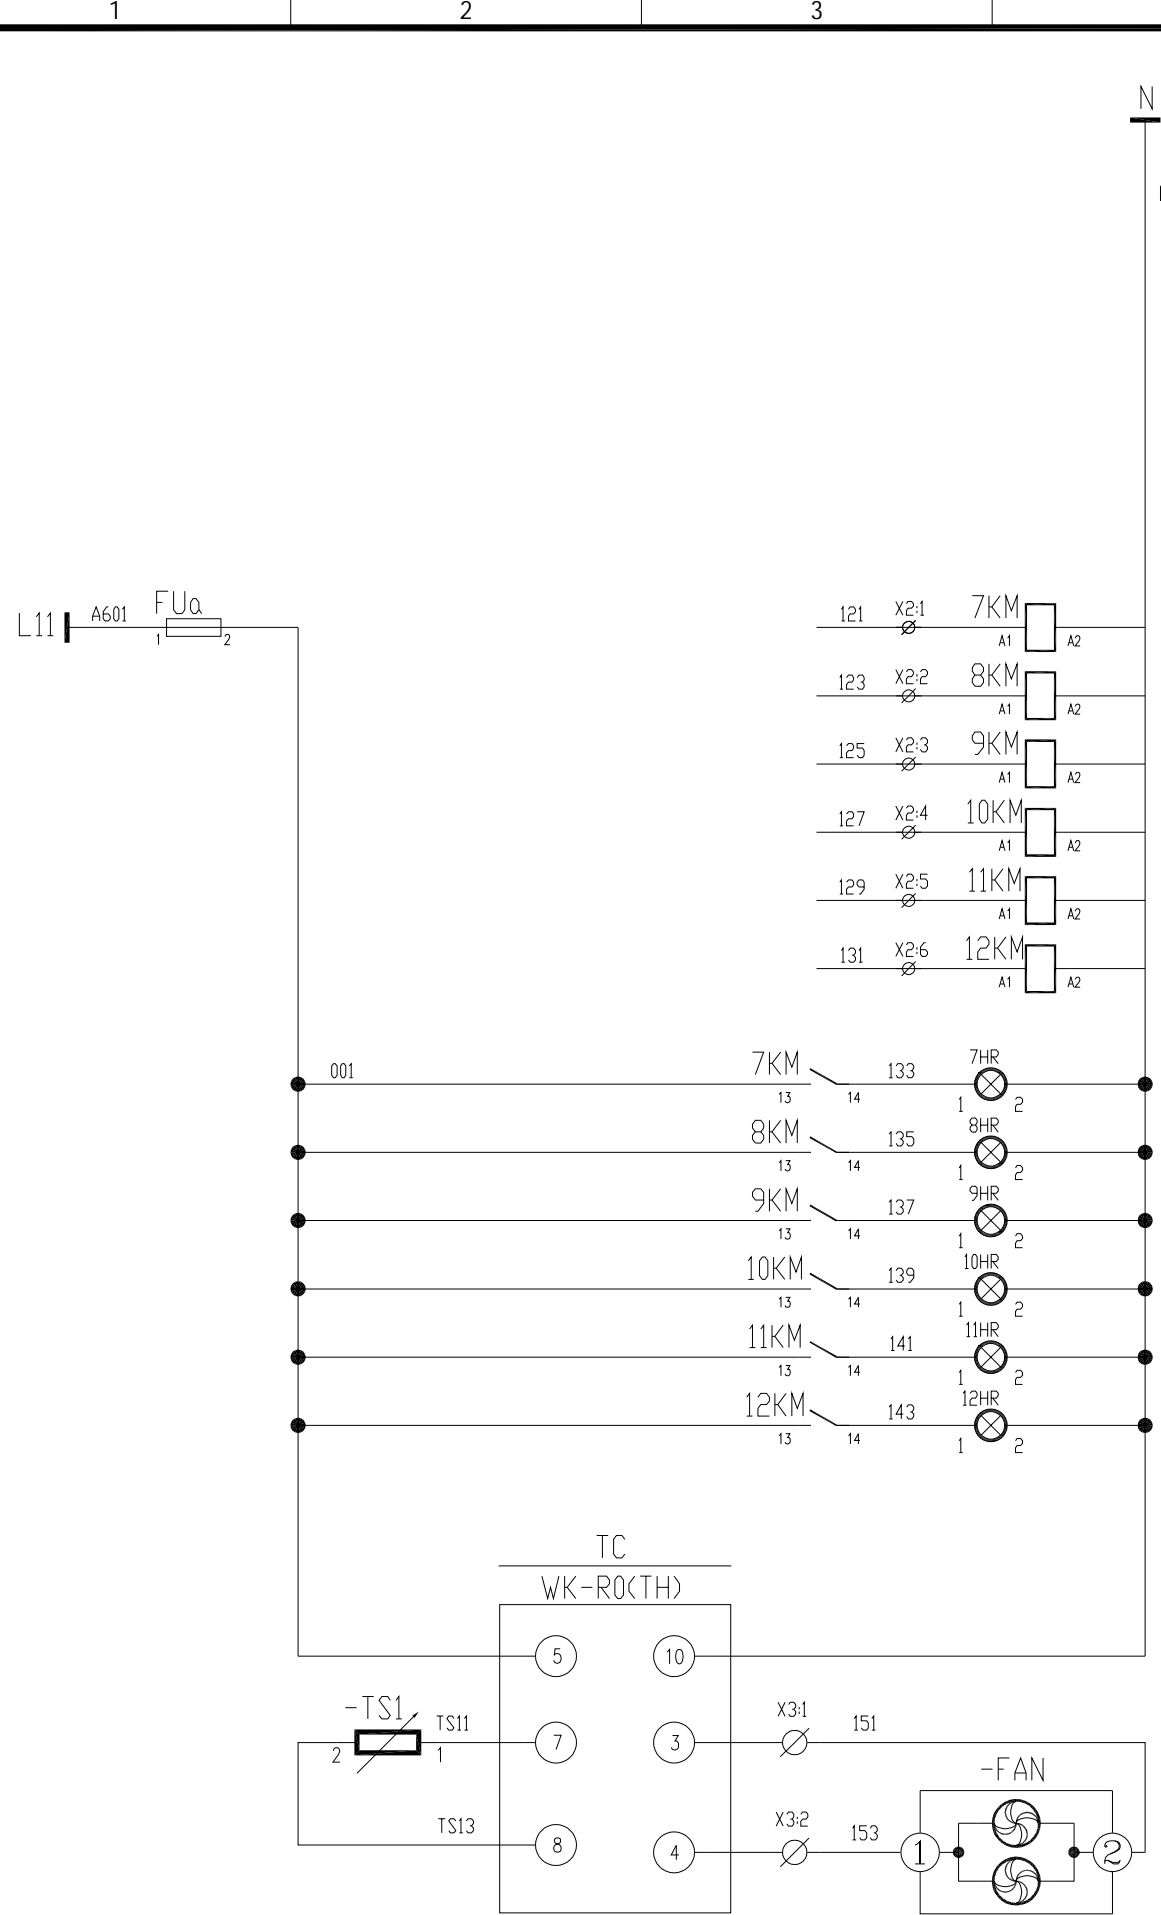 1 2 3
N
L11 A601 FUa 1 2
121 X2:1 7KM A1 A2
123 X2:2 8KM A1 A2
125 X2:3 9KM A1 A2
127 X2:4 10KM A1 A2
129 X2:5 11KM A1 A2
131 X2:6 12KM A1 A2
001 7KM 13 14 133 7HR 1 2
8KM 13 14 135 8HR 1 2
9KM 13 14 137 9HR 1 2
10KM 13 14 139 10HR 1 2
11KM 13 14 141 11HR 1 2
12KM 13 14 143 12HR 1 2
TC
WK-R0(TH)
5 10
-TS1 2 1 TS11 7 3 X3:1 151
-FAN
TS13 8 4 X3:2 153 1 2